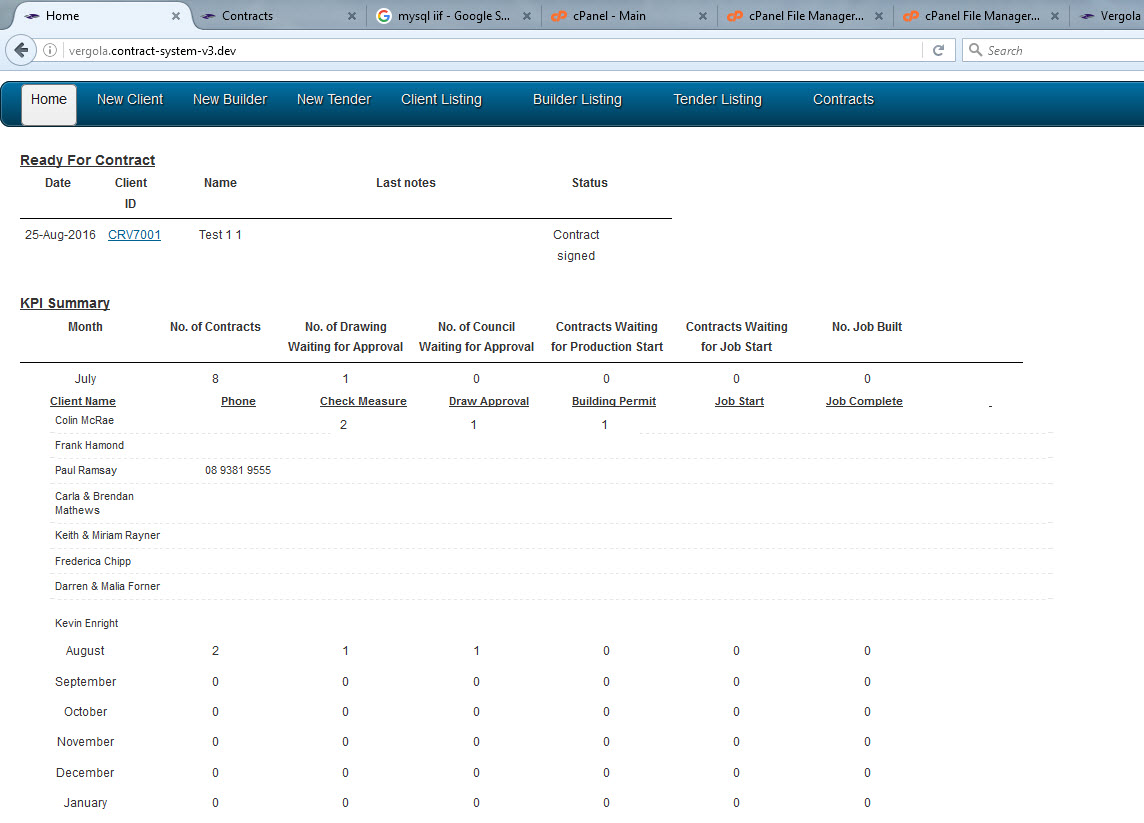 Home Contracts mysql iif - Google S... cPanel - Main cPanel File Manager... cPanel File Manager... Vergola
vergola.contract-system-v3.dev Search
Home New Client New Builder New Tender Client Listing Builder Listing Tender Listing Contracts
Ready For Contract
Date Client Name Last notes Status
ID
25-Aug-2016 CRV7001 Test 1 1 Contract
signed
KPI Summary
Month No. of Contracts No. of Drawing No. of Council Contracts Waiting Contracts Waiting No. Job Built
Waiting for Approval Waiting for Approval for Production Start for Job Start
July 8 1 0 0 0 0
Client Name Phone Check Measure Draw Approval Building Permit Job Start Job Complete
Colin McRae 2 1 1
Frank Hamond
Paul Ramsay 08 9381 9555
Carla & Brendan
Mathews
Keith & Miriam Rayner
Frederica Chipp
Darren & Malia Forner
Kevin Enright
August 2 1 1 0 0 0
September 0 0 0 0 0 0
October 0 0 0 0 0 0
November 0 0 0 0 0 0
December 0 0 0 0 0 0
January 0 0 0 0 0 0